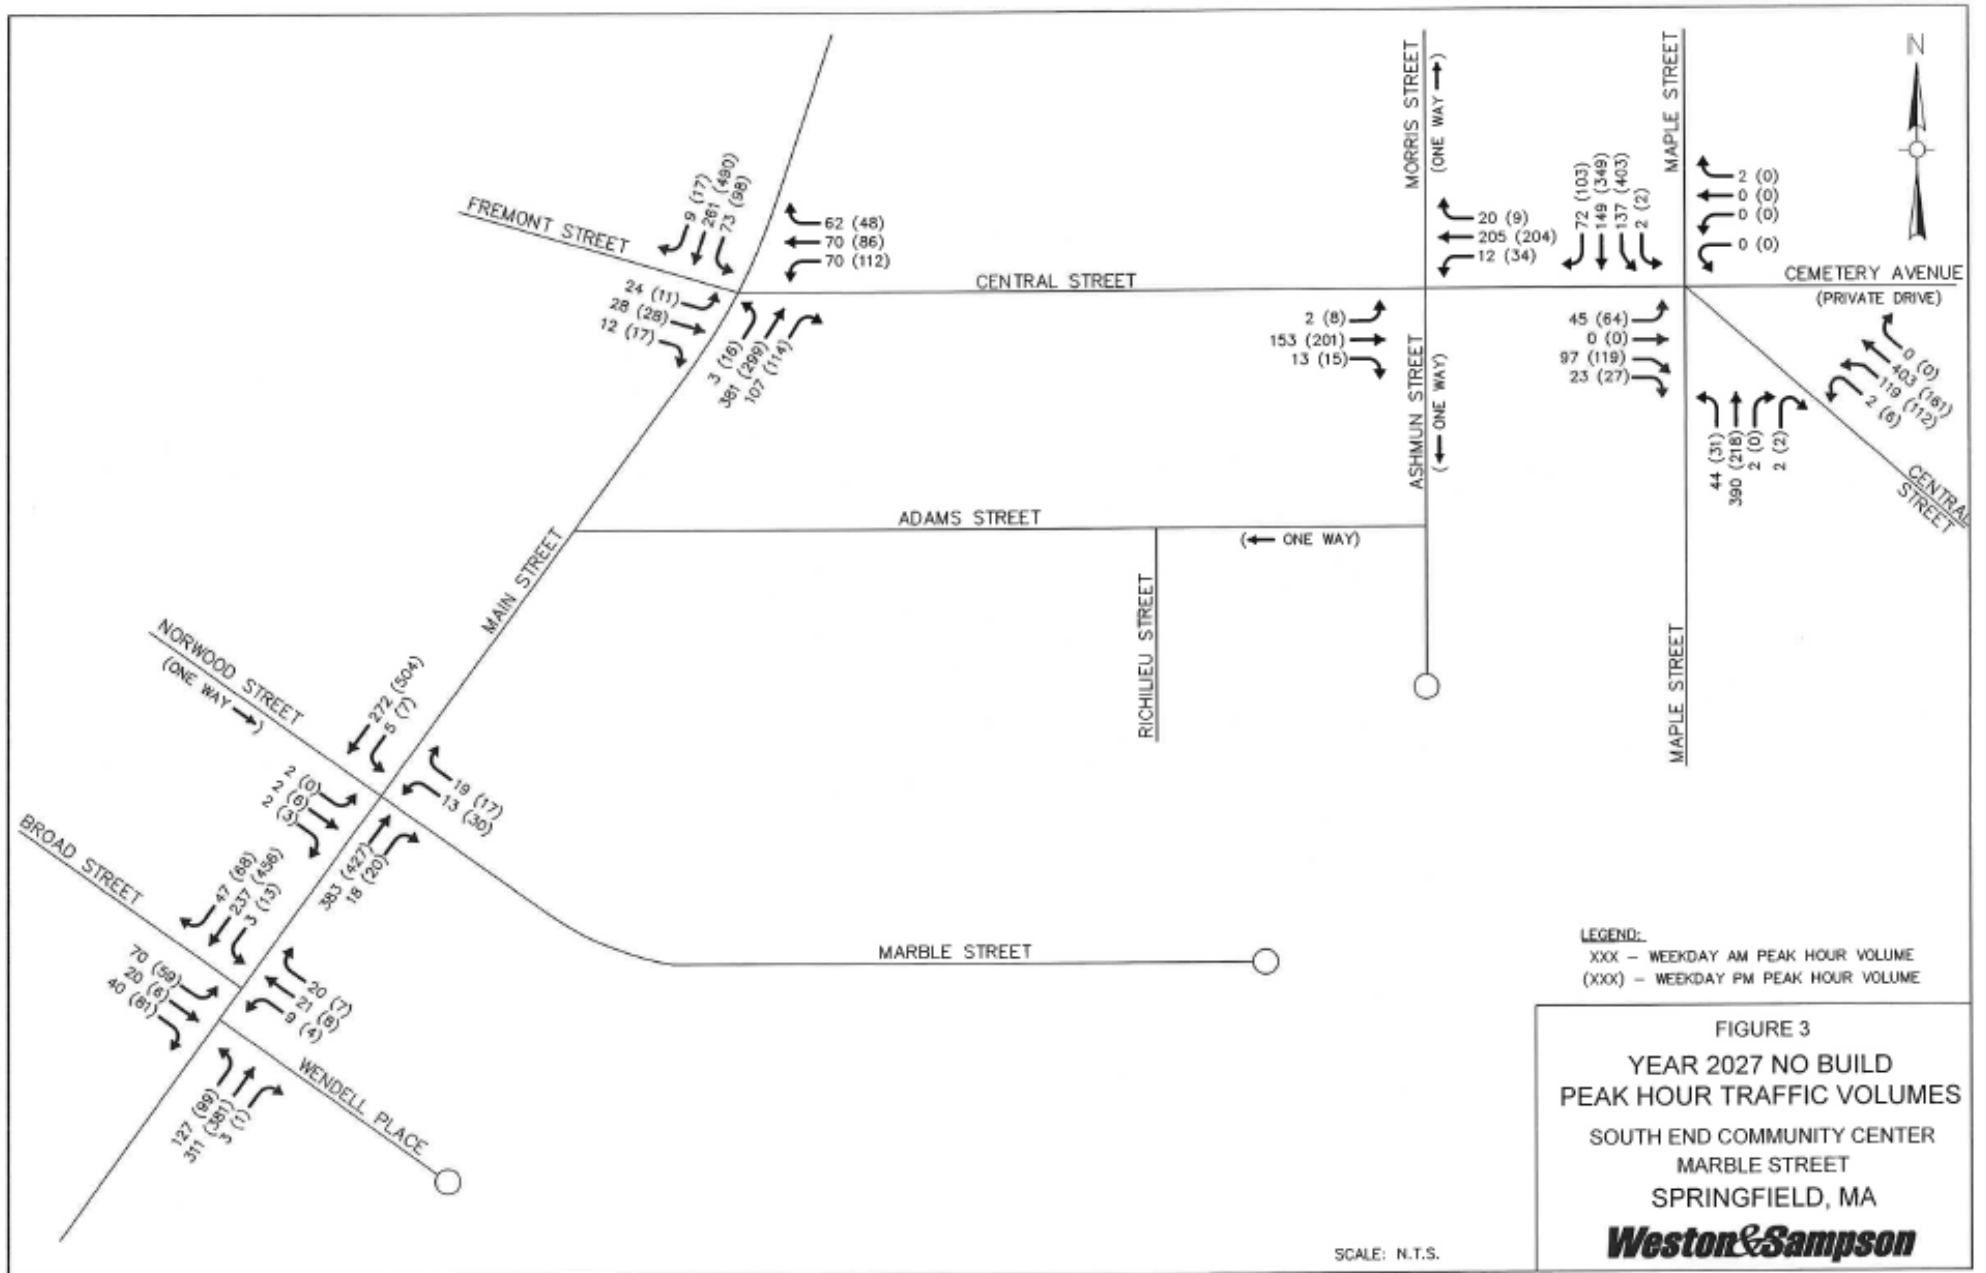 N
MORRIS STREET
(ONE WAY →)
MAPLE STREET
FREMONT STREET
9 (17)
281 (490)
73 (98)
62 (48)
70 (86)
70 (112)
20 (9)
205 (204)
12 (34)
72 (103)
149 (349)
137 (403)
2 (2)
2 (0)
0 (0)
0 (0)
0 (0)
CENTRAL STREET
CEMETERY AVENUE
(PRIVATE DRIVE)
24 (11)
28 (28)
12 (17)
3 (16)
381 (299)
107 (114)
2 (8)
153 (201)
13 (15)
ASHMUN STREET
(← ONE WAY)
45 (64)
0 (0)
97 (119)
23 (27)
44 (31)
390 (218)
2 (0)
2 (2)
0 (0)
403 (161)
119 (112)
2 (6)
CENTRAL
STREET
ADAMS STREET
(← ONE WAY)
MAIN STREET
RICHILIEU STREET
MAPLE STREET
NORWOOD STREET
(ONE WAY →)
272 (504)
5 (7)
19 (17)
13 (30)
2 (0)
2 (6)
2 (3)
383 (427)
18 (20)
BROAD STREET
47 (68)
237 (456)
3 (13)
70 (59)
20 (6)
40 (81)
20 (7)
21 (8)
9 (4)
127 (99)
311 (381)
3 (1)
WENDELL PLACE
MARBLE STREET
LEGEND:
XXX – WEEKDAY AM PEAK HOUR VOLUME
(XXX) – WEEKDAY PM PEAK HOUR VOLUME
FIGURE 3
YEAR 2027 NO BUILD
PEAK HOUR TRAFFIC VOLUMES
SOUTH END COMMUNITY CENTER
MARBLE STREET
SPRINGFIELD, MA
Weston&Sampson
SCALE: N.T.S.